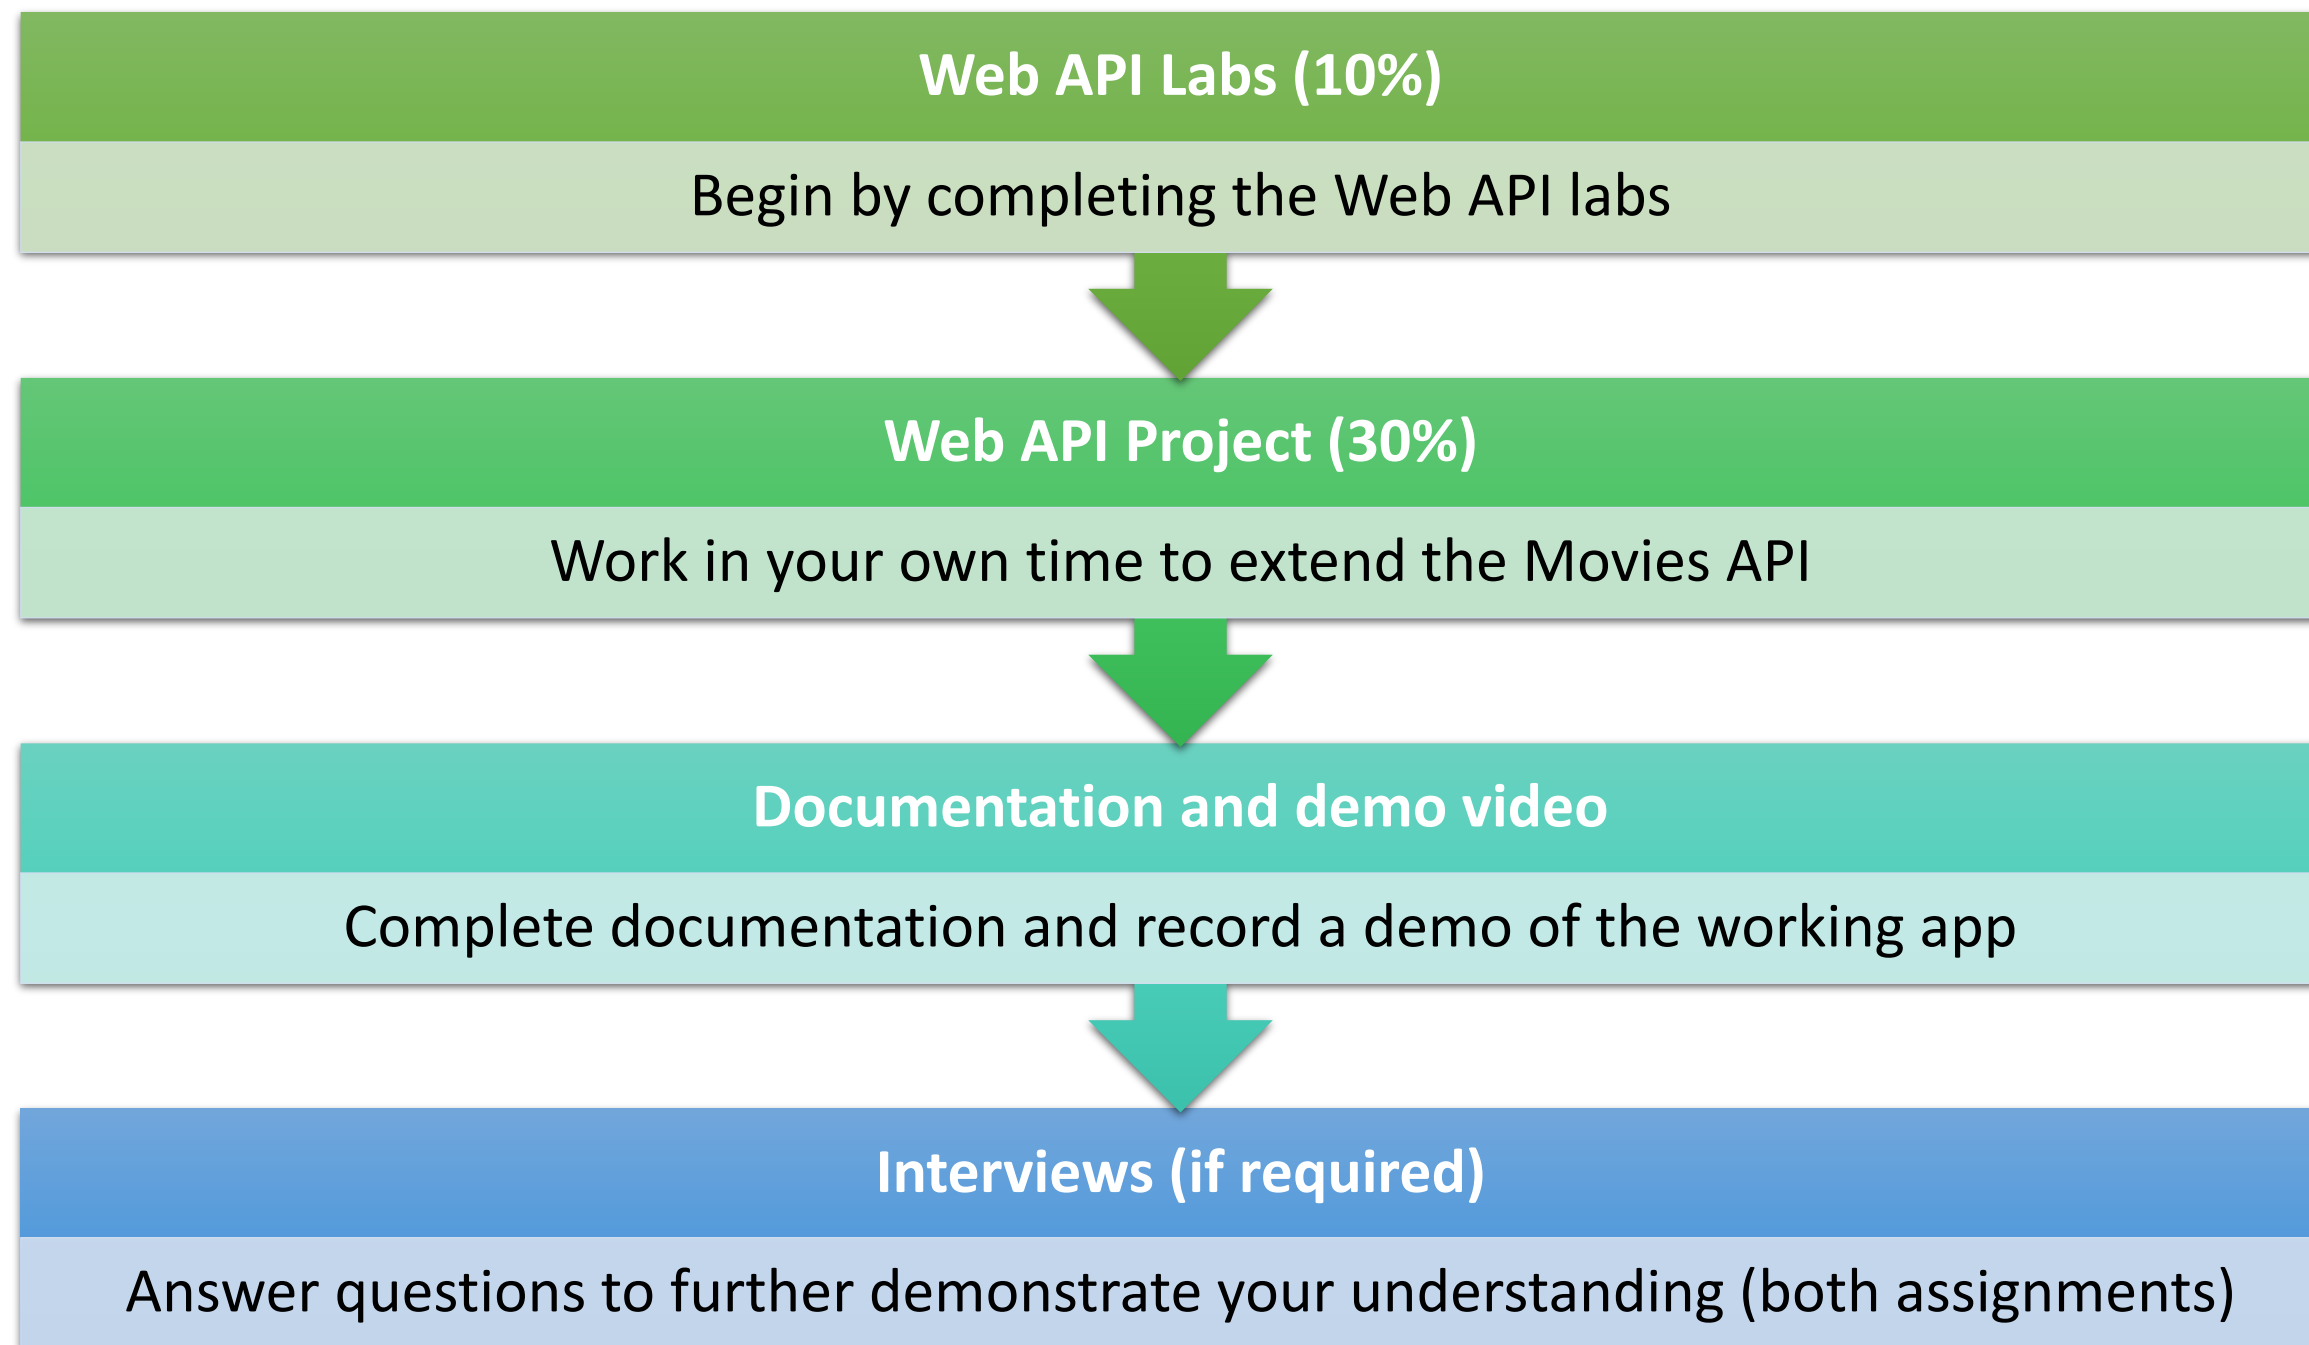 Web API Labs (10%)
Begin by completing the Web API labs
Web API Project (30%)
Work in your own time to extend the Movies API
Documentation and demo video
Complete documentation and record a demo of the working app
Interviews (if required)
Answer questions to further demonstrate your understanding (both assignments)